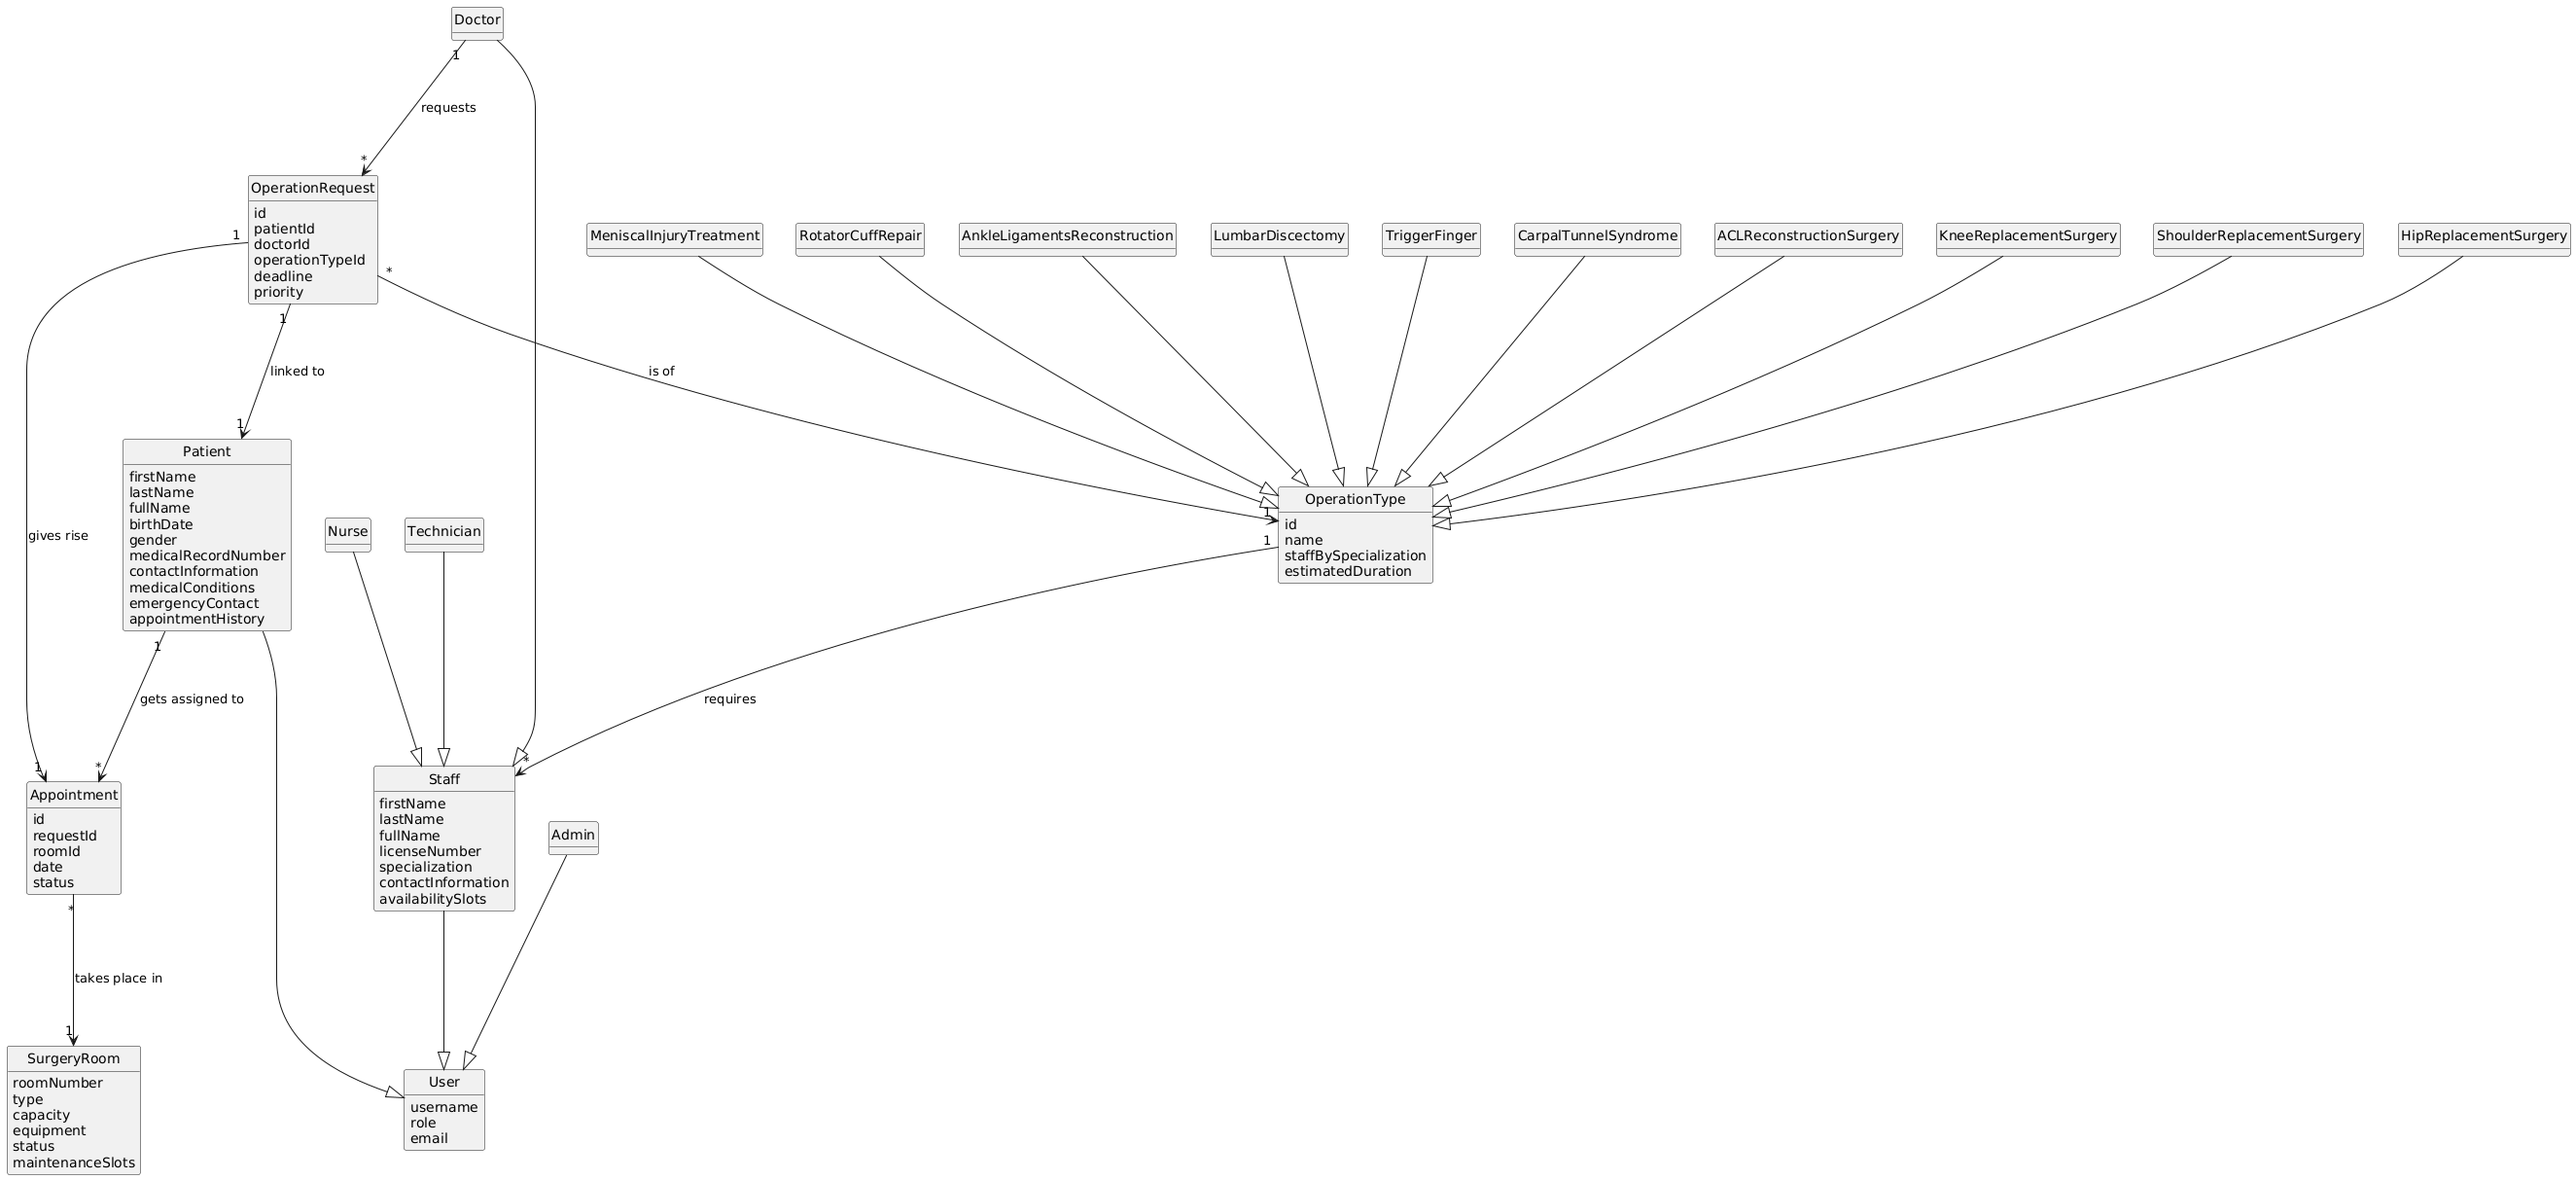 Doctor
1
requests
*
OperationRequest
id
patientId
doctorId
operationTypeId
deadline
priority
1
*
1
MeniscalInjuryTreatment
RotatorCuffRepair
AnkleLigamentsReconstruction
LumbarDiscectomy
TriggerFinger
CarpalTunnelSyndrome
ACLReconstructionSurgery
KneeReplacementSurgery
ShoulderReplacementSurgery
HipReplacementSurgery
linked to
is of
1
Patient
firstName
lastName
fullName
birthDate
gender
medicalRecordNumber
contactInformation
medicalConditions
emergencyContact
appointmentHistory
gives rise
Nurse
Technician
1
OperationType
id
name
staffBySpecialization
estimatedDuration
1
1
gets assigned to
requires
1
*
*
Appointment
id
requestId
roomId
date
status
Staff
firstName
lastName
fullName
licenseNumber
specialization
contactInformation
availabilitySlots
Admin
*
takes place in
1
SurgeryRoom
roomNumber
type
capacity
equipment
status
maintenanceSlots
User
username
role
email